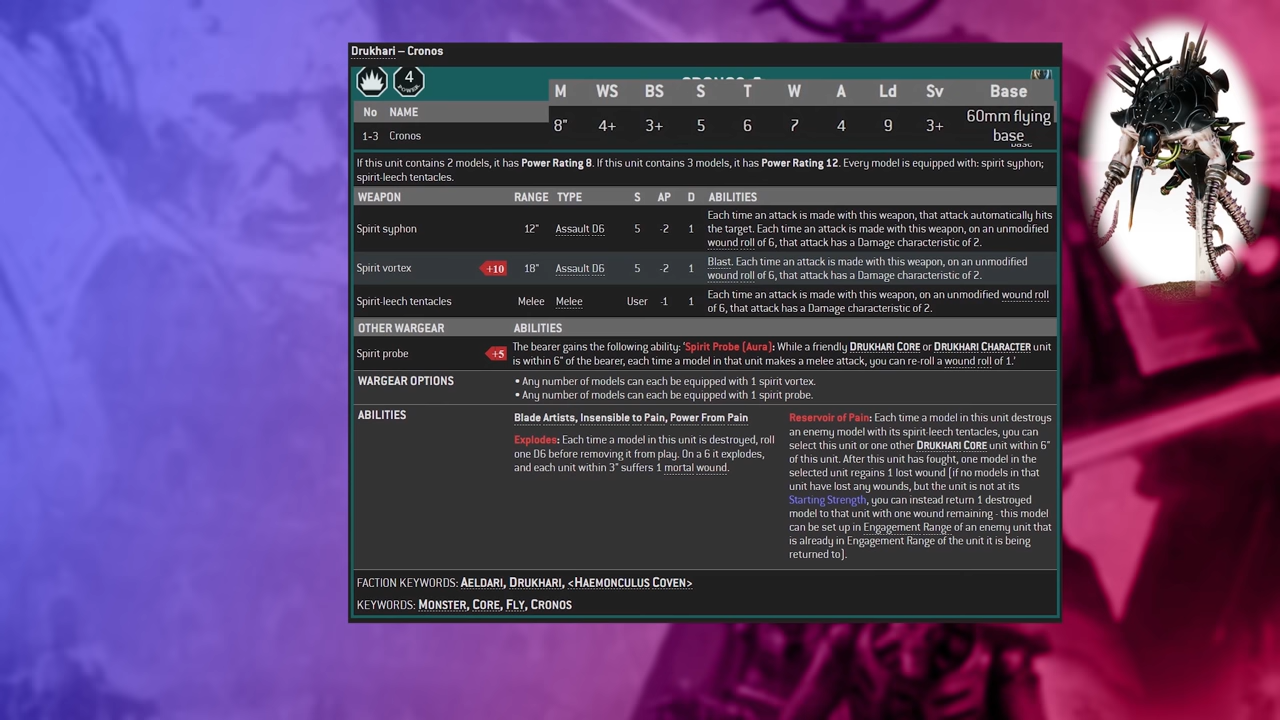 Drukhari – Cronos
4
POWER
M WS BS S T W A Ld Sv Base
No NAME
8" 4+ 3+ 5 6 7 4 9 3+ 60mm flying
base
1-3 Cronos
base
If this unit contains 2 models, it has Power Rating 8. If this unit contains 3 models, it has Power Rating 12. Every model is equipped with: spirit syphon;
spirit-leech tentacles.
WEAPON RANGE TYPE S AP D ABILITIES
Each time an attack is made with this weapon, that attack automatically hits
Spirit syphon 12" Assault D6 5 -2 1 the target. Each time an attack is made with this weapon, on an unmodified
wound roll of 6, that attack has a Damage characteristic of 2.
Spirit vortex +10 18" Assault D6 5 -2 1 Blast. Each time an attack is made with this weapon, on an unmodified
wound roll of 6, that attack has a Damage characteristic of 2.
Spirit-leech tentacles Melee Melee User -1 1 Each time an attack is made with this weapon, on an unmodified wound roll
of 6, that attack has a Damage characteristic of 2.
OTHER WARGEAR ABILITIES
Spirit probe +5 The bearer gains the following ability: 'Spirit Probe (Aura): While a friendly DRUKHARI CORE or DRUKHARI CHARACTER unit
is within 6" of the bearer, each time a model in that unit makes a melee attack, you can re-roll a wound roll of 1.'
WARGEAR OPTIONS • Any number of models can each be equipped with 1 spirit vortex.
• Any number of models can each be equipped with 1 spirit probe.
ABILITIES
Blade Artists, Insensible to Pain, Power From Pain
Explodes: Each time a model in this unit is destroyed, roll
one D6 before removing it from play. On a 6 it explodes,
and each unit within 3" suffers 1 mortal wound.
Reservoir of Pain: Each time a model in this unit destroys
an enemy model with its spirit-leech tentacles, you can
select this unit or one other DRUKHARI CORE unit within 6"
of this unit. After this unit has fought, one model in the
selected unit regains 1 lost wound (if no models in that
unit have lost any wounds, but the unit is not at its
Starting Strength, you can instead return 1 destroyed
model to that unit with one wound remaining - this model
can be set up in Engagement Range of an enemy unit that
is already in Engagement Range of the unit it is being
returned to).
FACTION KEYWORDS: AELDARI, DRUKHARI, <HAEMONCULUS COVEN>
KEYWORDS: MONSTER, CORE, FLY, CRONOS